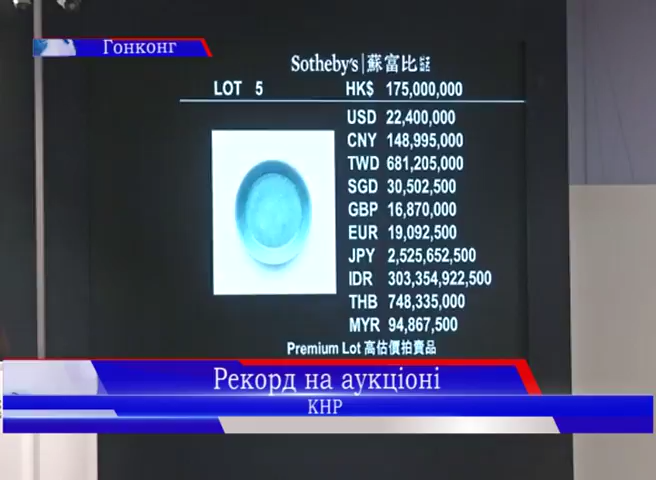 Гонконг
Sotheby's | 蘇富比
LOT 5 HK$ 175,000,000
USD 22,400,000
CNY 148,995,000
TWD 681,205,000
SGD 30,502,500
GBP 16,870,000
EUR 19,092,500
JPY 2,525,652,500
IDR 303,354,922,500
THB 748,335,000
MYR 94,867,500
Premium Lot 高估價拍賣品
Рекорд на аукціоні
КНР